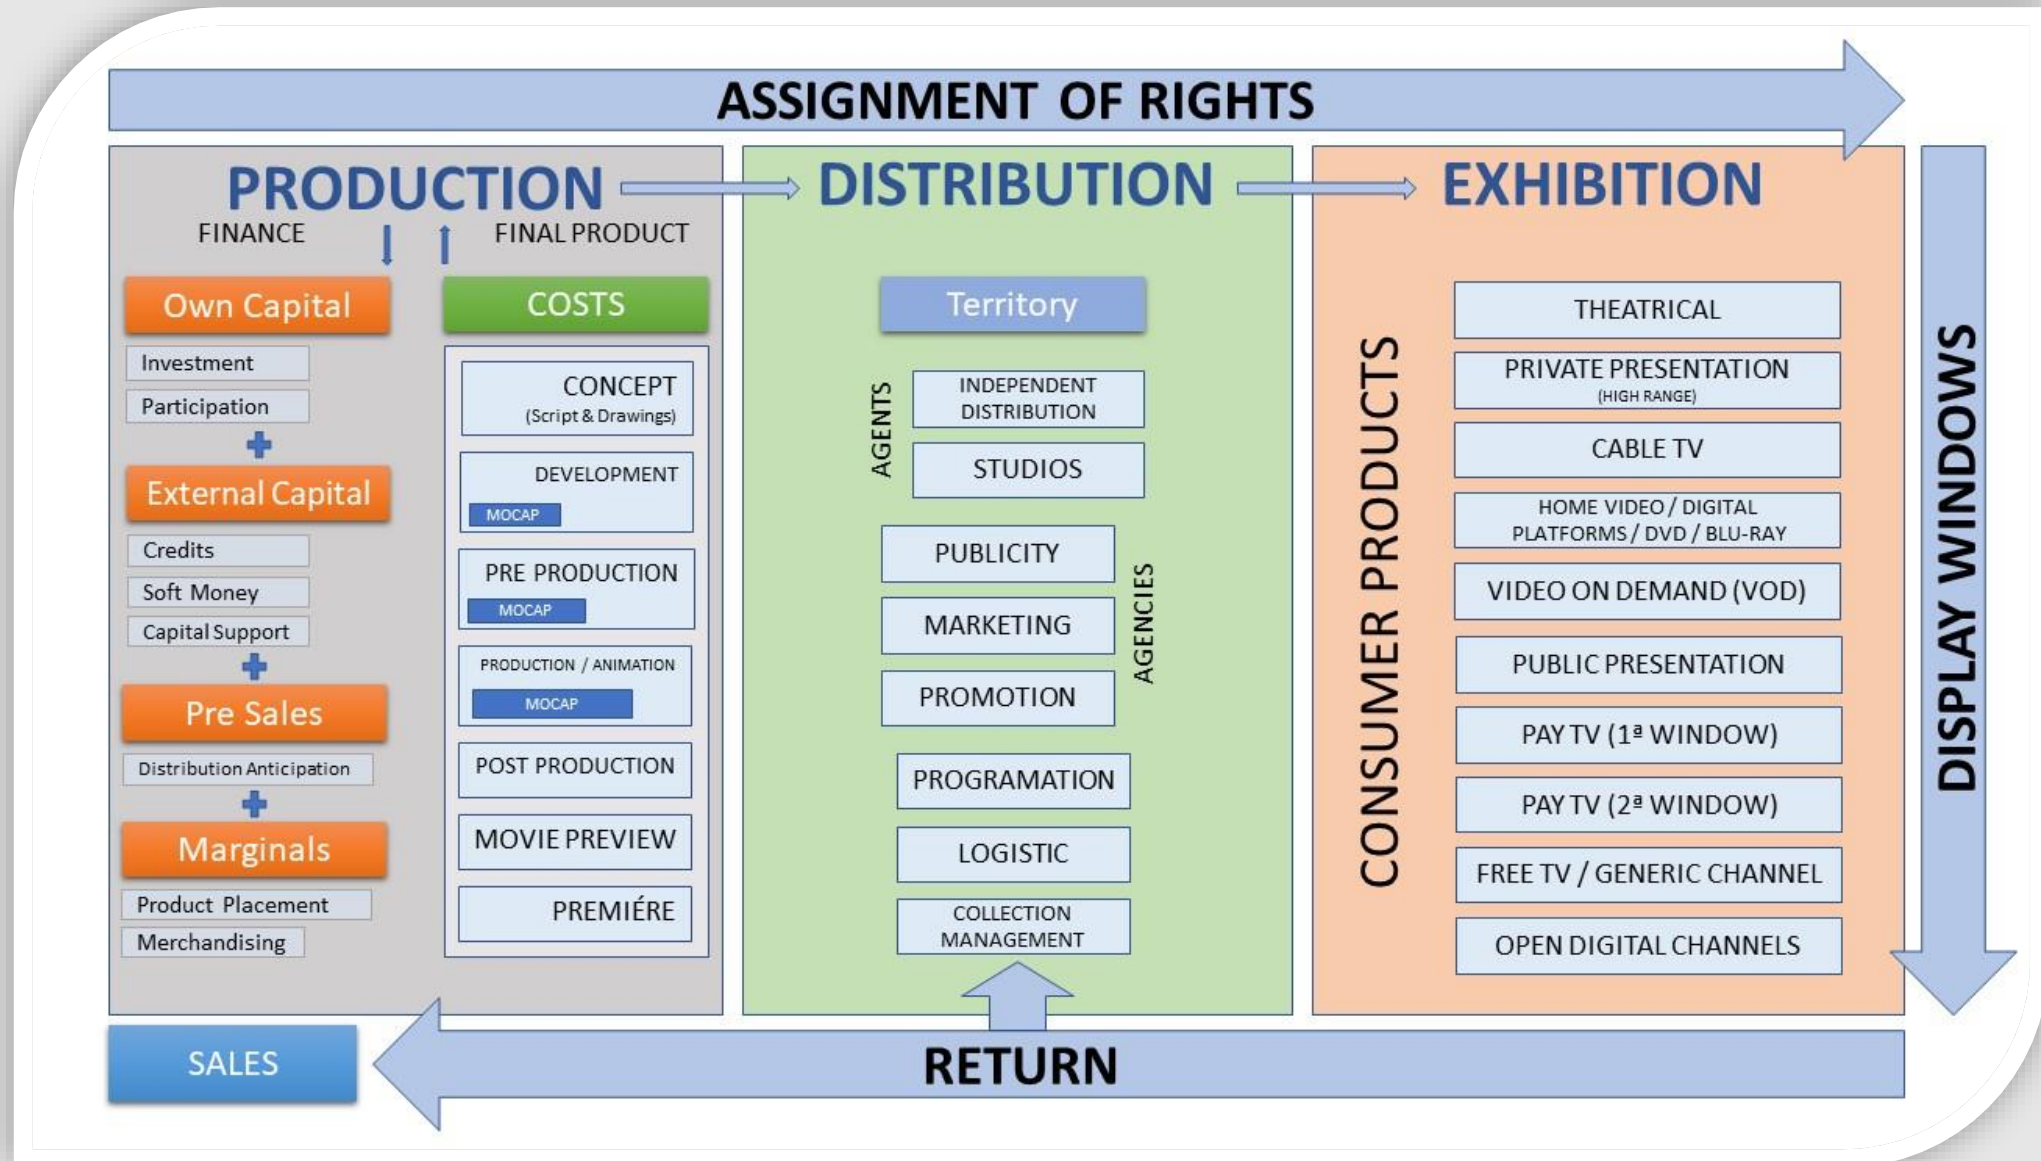 ASSIGNMENT OF RIGHTS
PRODUCTION
FINANCE
FINAL PRODUCT
Own Capital
Investment
Participation
External Capital
Credits
Soft Money
Capital Support
Pre Sales
Distribution Anticipation
Marginals
Product Placement
Merchandising
COSTS
CONCEPT
(Script & Drawings)
DEVELOPMENT
MOCAP
PRE PRODUCTION
MOCAP
PRODUCTION / ANIMATION
MOCAP
POST PRODUCTION
MOVIE PREVIEW
PREMIÉRE
DISTRIBUTION
Territory
AGENTS
INDEPENDENT
DISTRIBUTION
STUDIOS
PUBLICITY
MARKETING
PROMOTION
AGENCIES
PROGRAMATION
LOGISTIC
COLLECTION
MANAGEMENT
EXHIBITION
CONSUMER PRODUCTS
THEATRICAL
PRIVATE PRESENTATION
(HIGH RANGE)
CABLE TV
HOME VIDEO / DIGITAL
PLATFORMS / DVD / BLU-RAY
VIDEO ON DEMAND (VOD)
PUBLIC PRESENTATION
PAY TV (1ª WINDOW)
PAY TV (2ª WINDOW)
FREE TV / GENERIC CHANNEL
OPEN DIGITAL CHANNELS
DISPLAY WINDOWS
SALES
RETURN